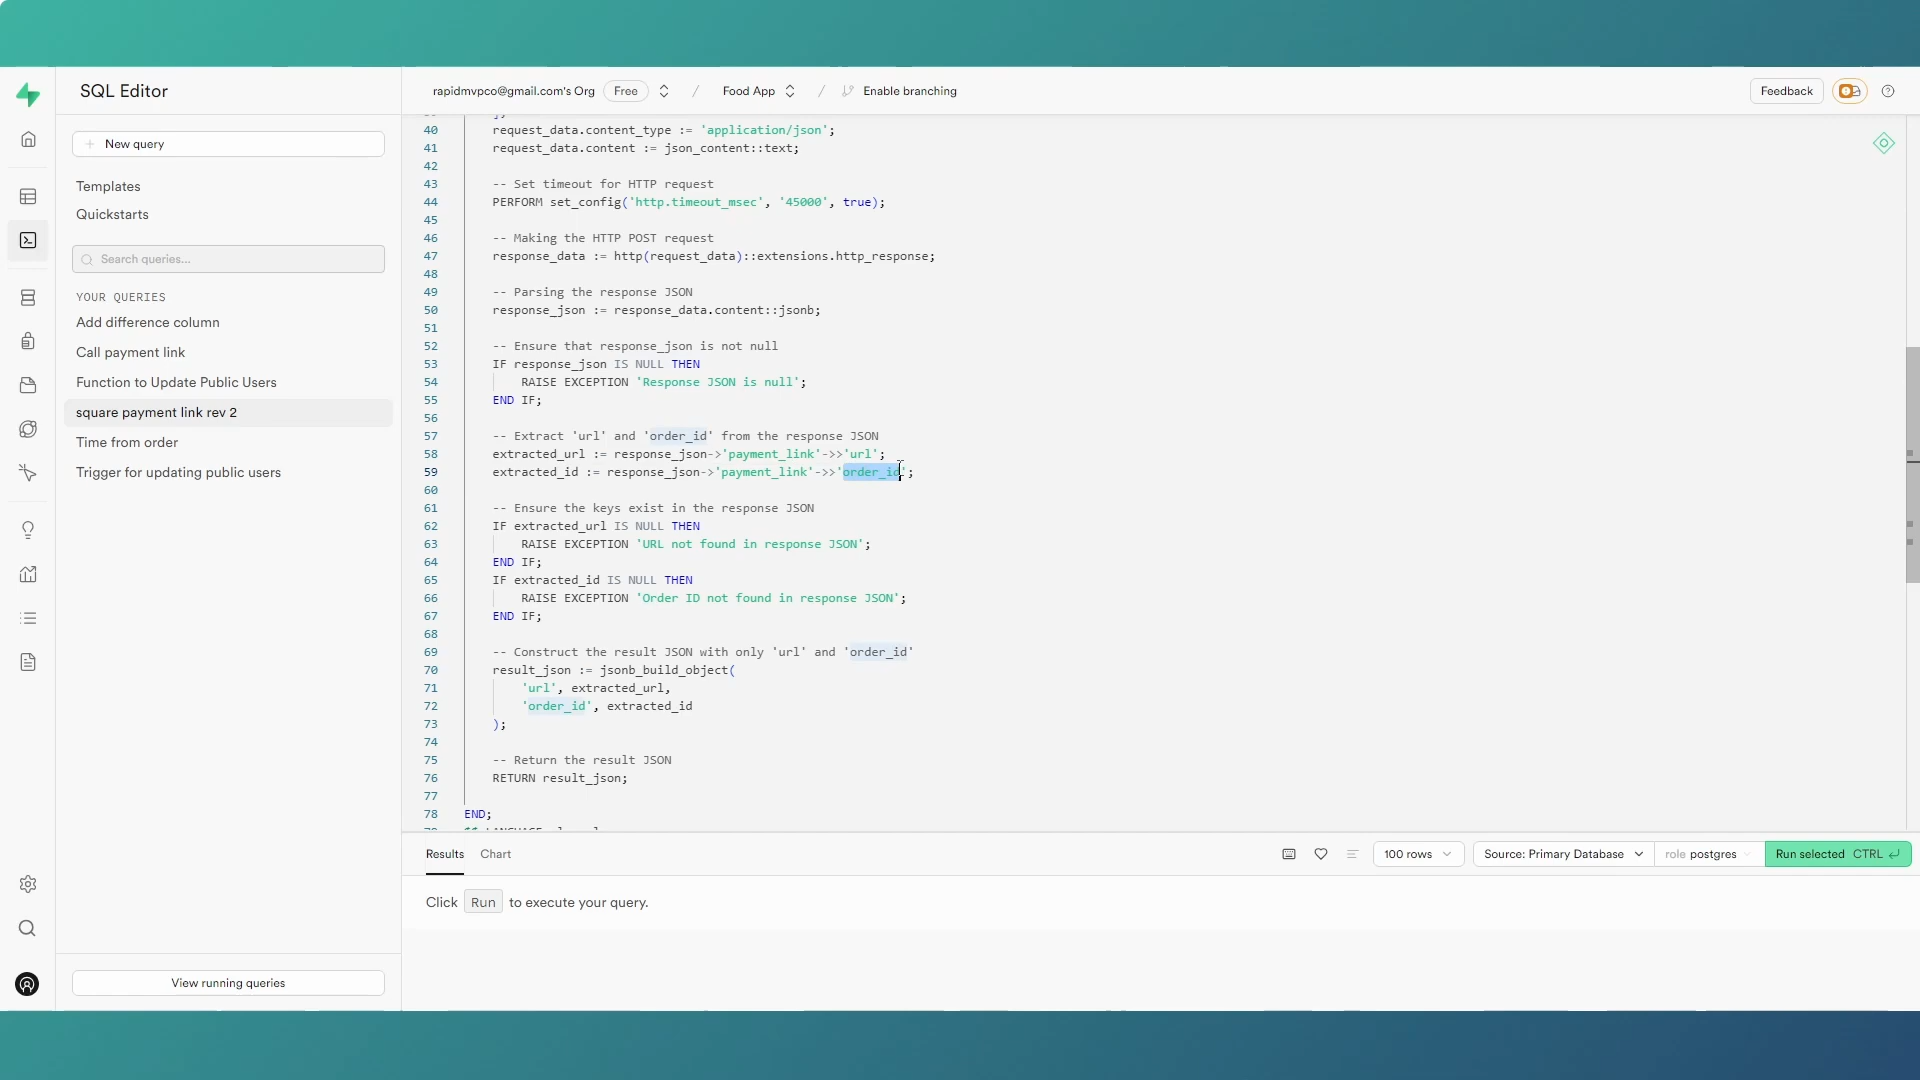 SQL Editor
rapidmvpco@gmail.com's Org Free / Food App / Enable branching
Feedback
New query
Templates
Quickstarts
Search queries...
YOUR QUERIES
Add difference column
Call payment link
Function to Update Public Users
square payment link rev 2
Time from order
Trigger for updating public users
View running queries
40 request_data.content_type := 'application/json';
41 request_data.content := json_content::text;
42
43 -- Set timeout for HTTP request
44 PERFORM set_config('http.timeout_msec', '45000', true);
45
46 -- Making the HTTP POST request
47 response_data := http(request_data)::extensions.http_response;
48
49 -- Parsing the response JSON
50 response_json := response_data.content::jsonb;
51
52 -- Ensure that response_json is not null
53 IF response_json IS NULL THEN
54 RAISE EXCEPTION 'Response JSON is null';
55 END IF;
56
57 -- Extract 'url' and 'order_id' from the response JSON
58 extracted_url := response_json->'payment_link'->>'url';
59 extracted_id := response_json->'payment_link'->>'order_id';
60
61 -- Ensure the keys exist in the response JSON
62 IF extracted_url IS NULL THEN
63 RAISE EXCEPTION 'URL not found in response JSON';
64 END IF;
65 IF extracted_id IS NULL THEN
66 RAISE EXCEPTION 'Order ID not found in response JSON';
67 END IF;
68
69 -- Construct the result JSON with only 'url' and 'order_id'
70 result_json := jsonb_build_object(
71 'url', extracted_url,
72 'order_id', extracted_id
73 );
74
75 -- Return the result JSON
76 RETURN result_json;
77
78 END;
Results Chart
100 rows Source: Primary Database role postgres Run selected CTRL
Click Run to execute your query.